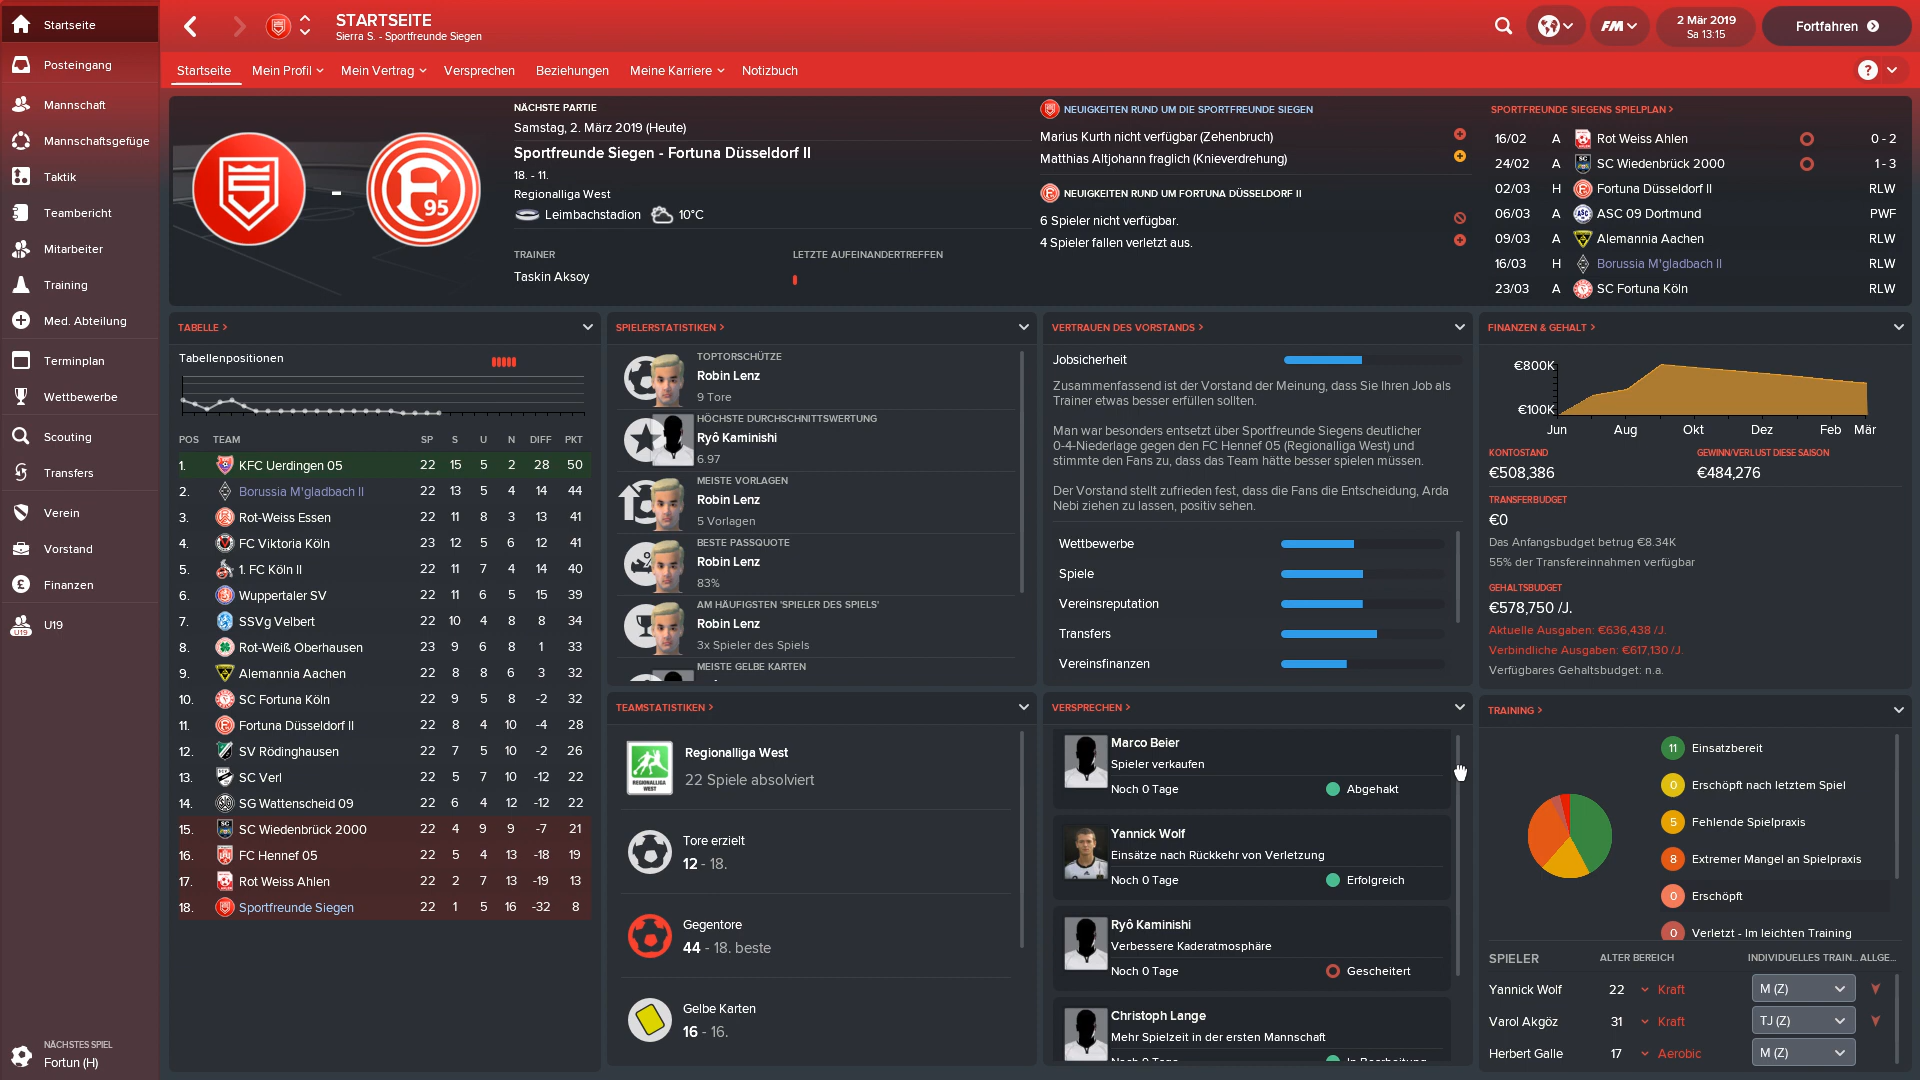 Startseite
Posteingang
Mannschaft
Mannschaftsgefüge
Taktik
Teambericht
Mitarbeiter
Training
Med. Abteilung
Terminplan
Wettbewerbe
Scouting
Transfers
Verein
Vorstand
Finanzen
U19
U19
NÄCHSTES SPIEL
Fortun (H)
STARTSEITE
Sierra S. - Sportfreunde Siegen
FM
2 Mär 2019
Sa 13:15
Fortfahren
Startseite Mein Profil Mein Vertrag Versprechen Beziehungen Meine Karriere Notizbuch
?
F 95
NÄCHSTE PARTIE
Samstag, 2. März 2019 (Heute)
Sportfreunde Siegen - Fortuna Düsseldorf II
18. - 11.
Regionalliga West
Leimbachstadion 10°C
TRAINER
Taskin Aksoy
LETZTE AUFEINANDERTREFFEN
NEUIGKEITEN RUND UM DIE SPORTFREUNDE SIEGEN
Marius Kurth nicht verfügbar (Zehenbruch)
Matthias Altjohann fraglich (Knieverdrehung)
NEUIGKEITEN RUND UM FORTUNA DÜSSELDORF II
6 Spieler nicht verfügbar.
4 Spieler fallen verletzt aus.
SPORTFREUNDE SIEGENS SPIELPLAN >
16/02 A Rot Weiss Ahlen 0 - 2
24/02 A SC Wiedenbrück 2000 1 - 3
02/03 H Fortuna Düsseldorf II RLW
06/03 A ASC 09 Dortmund PWF
09/03 A Alemannia Aachen RLW
16/03 H Borussia M'gladbach II RLW
23/03 A SC Fortuna Köln RLW
TABELLE >
Tabellenpositionen
POS TEAM SP S U N DIFF PKT
1. KFC Uerdingen 05 22 15 5 2 28 50
2. Borussia M'gladbach II 22 13 5 4 14 44
3. Rot-Weiss Essen 22 11 8 3 13 41
4. FC Viktoria Köln 23 12 5 6 12 41
5. 1. FC Köln II 22 11 7 4 14 40
6. Wuppertaler SV 22 11 6 5 15 39
7. SSVg Velbert 22 10 4 8 8 34
8. Rot-Weiß Oberhausen 23 9 6 8 1 33
9. Alemannia Aachen 22 8 8 6 3 32
10. SC Fortuna Köln 22 9 5 8 -2 32
11. Fortuna Düsseldorf II 22 8 4 10 -4 28
12. SV Rödinghausen 22 7 5 10 -2 26
13. SC Verl 22 5 7 10 -12 22
14. SG Wattenscheid 09 22 6 4 12 -12 22
15. SC Wiedenbrück 2000 22 4 9 9 -7 21
16. FC Hennef 05 22 5 4 13 -18 19
17. Rot Weiss Ahlen 22 2 7 13 -19 13
18. Sportfreunde Siegen 22 1 5 16 -32 8
SPIELERSTATISTIKEN >
TOPTORSCHÜTZE
Robin Lenz
9 Tore
HÖCHSTE DURCHSCHNITTSWERTUNG
Ryô Kaminishi
6.97
MEISTE VORLAGEN
Robin Lenz
5 Vorlagen
BESTE PASSQUOTE
Robin Lenz
83%
AM HÄUFIGSTEN 'SPIELER DES SPIELS'
Robin Lenz
3x Spieler des Spiels
MEISTE GELBE KARTEN
VERTRAUEN DES VORSTANDS >
Jobsicherheit
Zusammenfassend ist der Vorstand der Meinung, dass Sie Ihren Job als
Trainer etwas besser erfüllen sollten.
Man war besonders entsetzt über Sportfreunde Siegens deutlicher
0-4-Niederlage gegen den FC Hennef 05 (Regionalliga West) und
stimmte den Fans zu, dass das Team hätte besser spielen müssen.
Der Vorstand stellt zufrieden fest, dass die Fans die Entscheidung, Arda
Nebi ziehen zu lassen, positiv sehen.
Wettbewerbe
Spiele
Vereinsreputation
Transfers
Vereinsfinanzen
FINANZEN & GEHALT >
€800K
€100K
Jun Aug Okt Dez Feb Mär
KONTOSTAND
€508,386
GEWINN/VERLUST DIESE SAISON
€484,276
TRANSFERBUDGET
€0
Das Anfangsbudget betrug €8.34K
55% der Transfereinnahmen verfügbar
GEHALTSBUDGET
€578,750 /J.
Aktuelle Ausgaben: €636,438 /J.
Verbindliche Ausgaben: €617,130 /J.
Verfügbares Gehaltsbudget: n.a.
TEAMSTATISTIKEN >
REGIONALLIGA WEST
Regionalliga West
22 Spiele absolviert
Tore erzielt
12 - 18.
Gegentore
44 - 18. beste
Gelbe Karten
16 - 16.
VERSPRECHEN >
Marco Beier
Spieler verkaufen
Noch 0 Tage Abgehakt
Yannick Wolf
Einsätze nach Rückkehr von Verletzung
Noch 0 Tage Erfolgreich
Ryô Kaminishi
Verbessere Kaderatmosphäre
Noch 0 Tage Gescheitert
Christoph Lange
Mehr Spielzeit in der ersten Mannschaft
Noch 0 Tage In Bearbeitung
TRAINING >
11 Einsatzbereit
0 Erschöpft nach letztem Spiel
5 Fehlende Spielpraxis
8 Extremer Mangel an Spielpraxis
0 Erschöpft
0 Verletzt - Im leichten Training
SPIELER ALTER BEREICH INDIVIDUELLES TRAIN... ALLGE...
Yannick Wolf 22 Kraft M (Z)
Varol Akgöz 31 Kraft TJ (Z)
Herbert Galle 17 Aerobic M (Z)